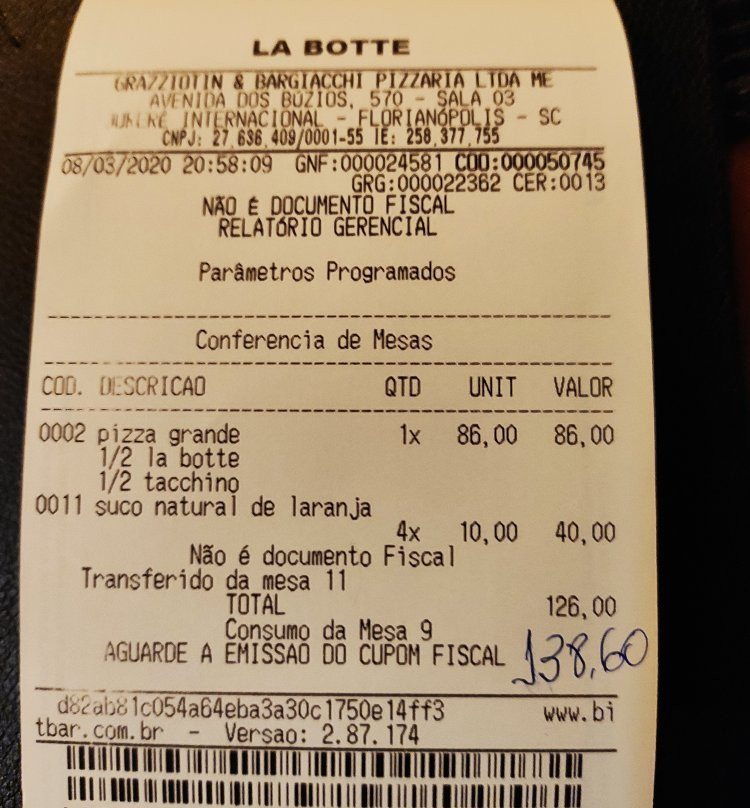 LA BOTTE
GRAZZIOTIN & BARGIACCHI PIZZARIA LTDA ME
AVENIDA DOS BÚZIOS, 570 - SALA 03
INTERNACIONAL - FLORIANÓPOLIS - SC
CNPJ: 27.636.409/0001-55 IE: 258.377.755
08/03/2020 20:58:09 GNF:000024581 COO:000050745
GRG:000022362 CER:0013
NÃO É DOCUMENTO FISCAL
RELATÓRIO GERENCIAL
Parâmetros Programados
Conferencia de Mesas
COD. DESCRICAO QTD UNIT VALOR
0002 pizza grande 1x 86,00 86,00
1/2 la botte
1/2 tacchino
0011 suco natural de laranja
4x 10,00 40,00
Não é documento Fiscal
Transferido da mesa 11
TOTAL 126,00
Consumo da Mesa 9
AGUARDE A EMISSAO DO CUPOM FISCAL 138,60
d82ab81c054a64eba3a30c1750e14ff3 www.bi
tbar.com.br - Versao: 2.87.174